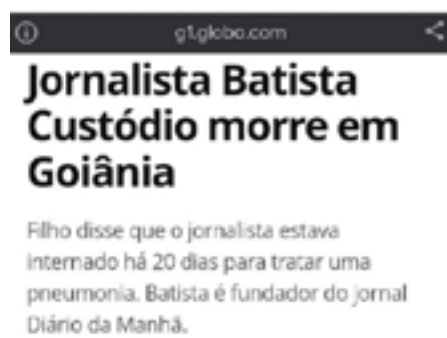 g1.globo.com
Jornalista Batista
Custódio morre em
Goiânia
Filho disse que o jornalista estava
internado há 20 dias para tratar uma
pneumonia. Batista é fundador do jornal
Diário da Manhã.